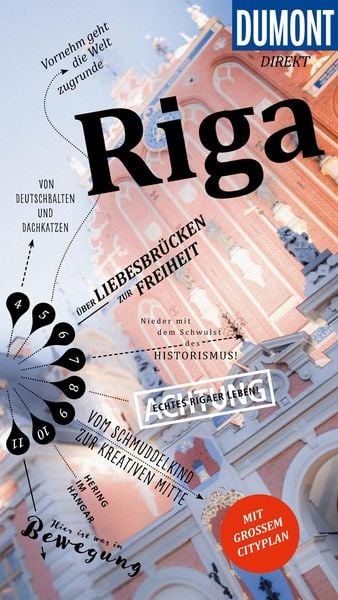 DUMONT
DIREKT
Vornehm geht
die Welt
zugrunde
Riga
VON
DEUTSCHBALTEN
UND
DACHKATZEN
ÜBER LIEBESBRÜCKEN
ZUR FREIHEIT
4
5
6
7
8
9
10
11
Nieder mit
dem Schwulst
des
HISTORISMUS!
ACHTUNG
ECHTES RIGAER LEBEN!
VOM SCHMUDDELKIND
ZUR KREATIVEN MITTE
HERING
IM
HANGAR
Hier ist was in
Bewegung
MIT
GROSSEM
CITYPLAN